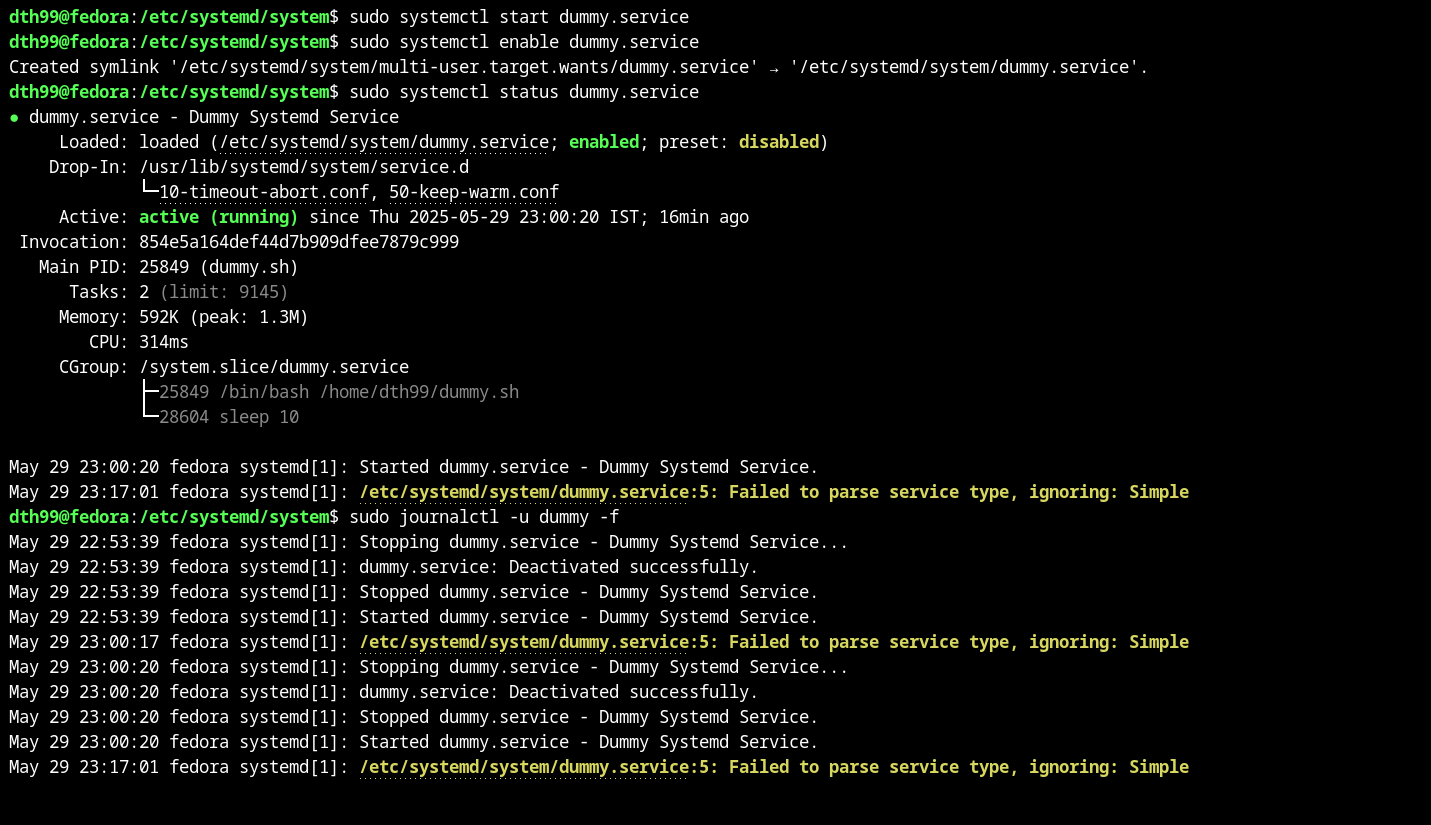 dth99@fedora:/etc/systemd/system$ sudo systemctl start dummy.service
dth99@fedora:/etc/systemd/system$ sudo systemctl enable dummy.service
Created symlink '/etc/systemd/system/multi-user.target.wants/dummy.service' → '/etc/systemd/system/dummy.service'.
dth99@fedora:/etc/systemd/system$ sudo systemctl status dummy.service
● dummy.service - Dummy Systemd Service
     Loaded: loaded (/etc/systemd/system/dummy.service; enabled; preset: disabled)
    Drop-In: /usr/lib/systemd/system/service.d
             └─10-timeout-abort.conf, 50-keep-warm.conf
     Active: active (running) since Thu 2025-05-29 23:00:20 IST; 16min ago
 Invocation: 854e5a164def44d7b909dfee7879c999
   Main PID: 25849 (dummy.sh)
      Tasks: 2 (limit: 9145)
     Memory: 592K (peak: 1.3M)
        CPU: 314ms
     CGroup: /system.slice/dummy.service
             ├─25849 /bin/bash /home/dth99/dummy.sh
             └─28604 sleep 10

May 29 23:00:20 fedora systemd[1]: Started dummy.service - Dummy Systemd Service.
May 29 23:17:01 fedora systemd[1]: /etc/systemd/system/dummy.service:5: Failed to parse service type, ignoring: Simple
dth99@fedora:/etc/systemd/system$ sudo journalctl -u dummy -f
May 29 22:53:39 fedora systemd[1]: Stopping dummy.service - Dummy Systemd Service...
May 29 22:53:39 fedora systemd[1]: dummy.service: Deactivated successfully.
May 29 22:53:39 fedora systemd[1]: Stopped dummy.service - Dummy Systemd Service.
May 29 22:53:39 fedora systemd[1]: Started dummy.service - Dummy Systemd Service.
May 29 23:00:17 fedora systemd[1]: /etc/systemd/system/dummy.service:5: Failed to parse service type, ignoring: Simple
May 29 23:00:20 fedora systemd[1]: Stopping dummy.service - Dummy Systemd Service...
May 29 23:00:20 fedora systemd[1]: dummy.service: Deactivated successfully.
May 29 23:00:20 fedora systemd[1]: Stopped dummy.service - Dummy Systemd Service.
May 29 23:00:20 fedora systemd[1]: Started dummy.service - Dummy Systemd Service.
May 29 23:17:01 fedora systemd[1]: /etc/systemd/system/dummy.service:5: Failed to parse service type, ignoring: Simple